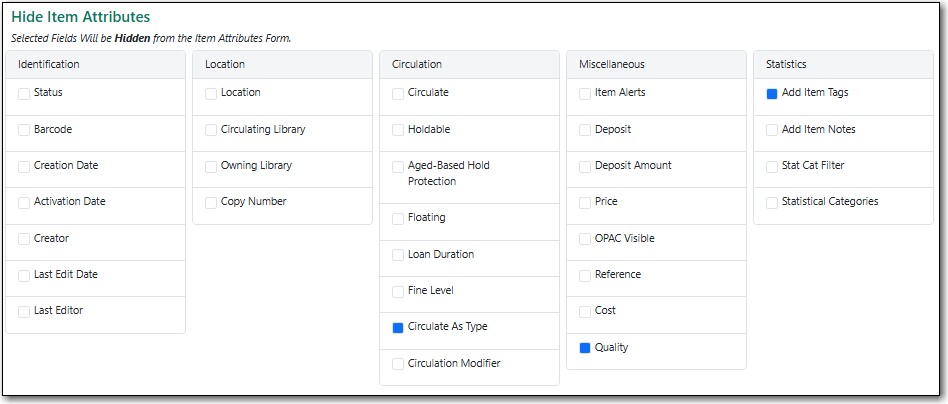 Hide Item Attributes
Selected Fields Will be Hidden from the Item Attributes Form.
Identification
Status
Barcode
Creation Date
Activation Date
Creator
Last Edit Date
Last Editor
Location
Location
Circulating Library
Owning Library
Copy Number
Circulation
Circulate
Holdable
Aged-Based Hold
Protection
Floating
Loan Duration
Fine Level
Circulate As Type
Circulation Modifier
Miscellaneous
Item Alerts
Deposit
Deposit Amount
Price
OPAC Visible
Reference
Cost
Quality
Statistics
Add Item Tags
Add Item Notes
Stat Cat Filter
Statistical Categories